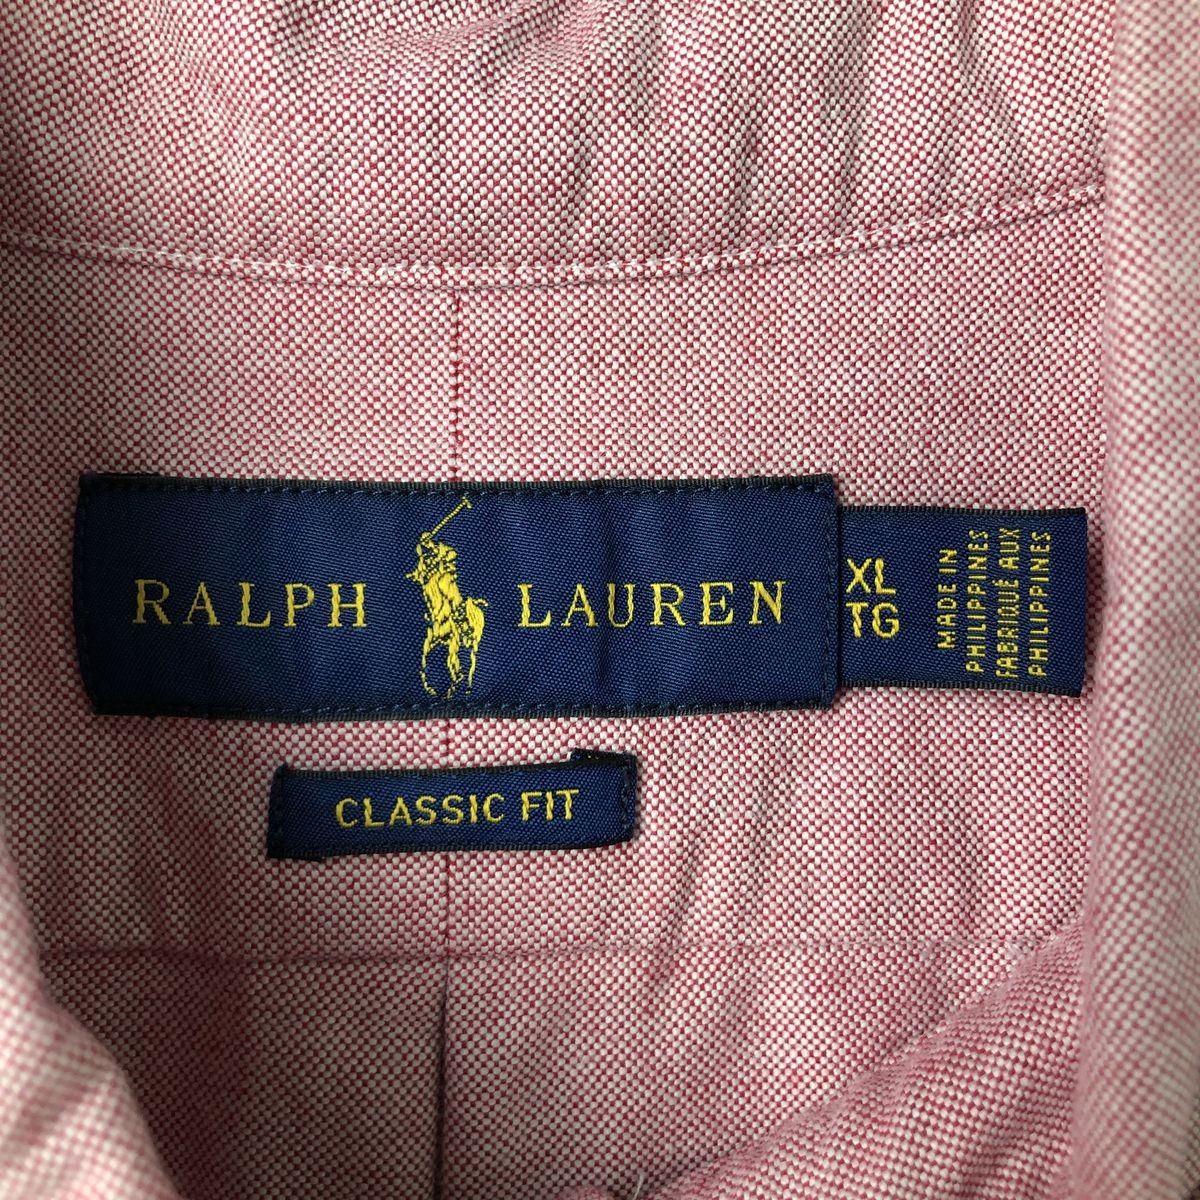 RALPH LAUREN
XL
TG
MADE IN
PHILIPPINES
FABRIQUÉ AUX
PHILIPPINES
CLASSIC FIT